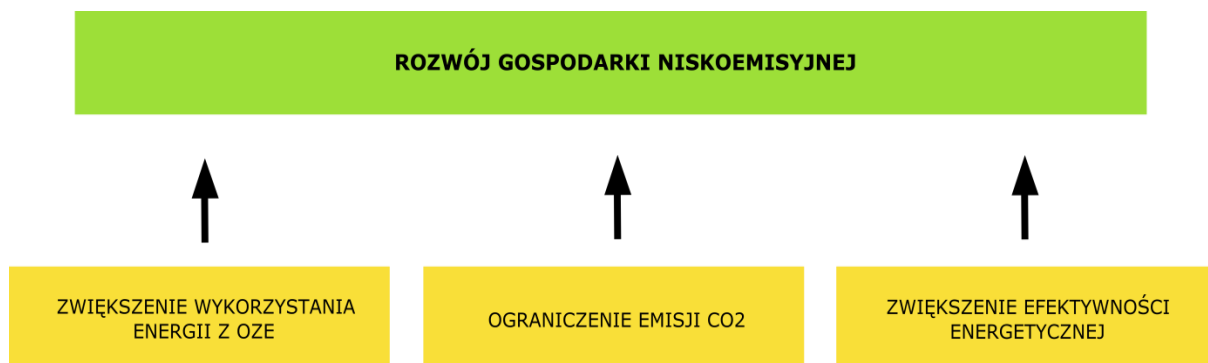 ROZWÓJ GOSPODARKI NISKOEMISYJNEJ
ZWIĘKSZENIE WYKORZYSTANIA
ENERGII Z OZE
OGRANICZENIE EMISJI CO2
ZWIĘKSZENIE EFEKTYWNOŚCI
ENERGETYCZNEJ